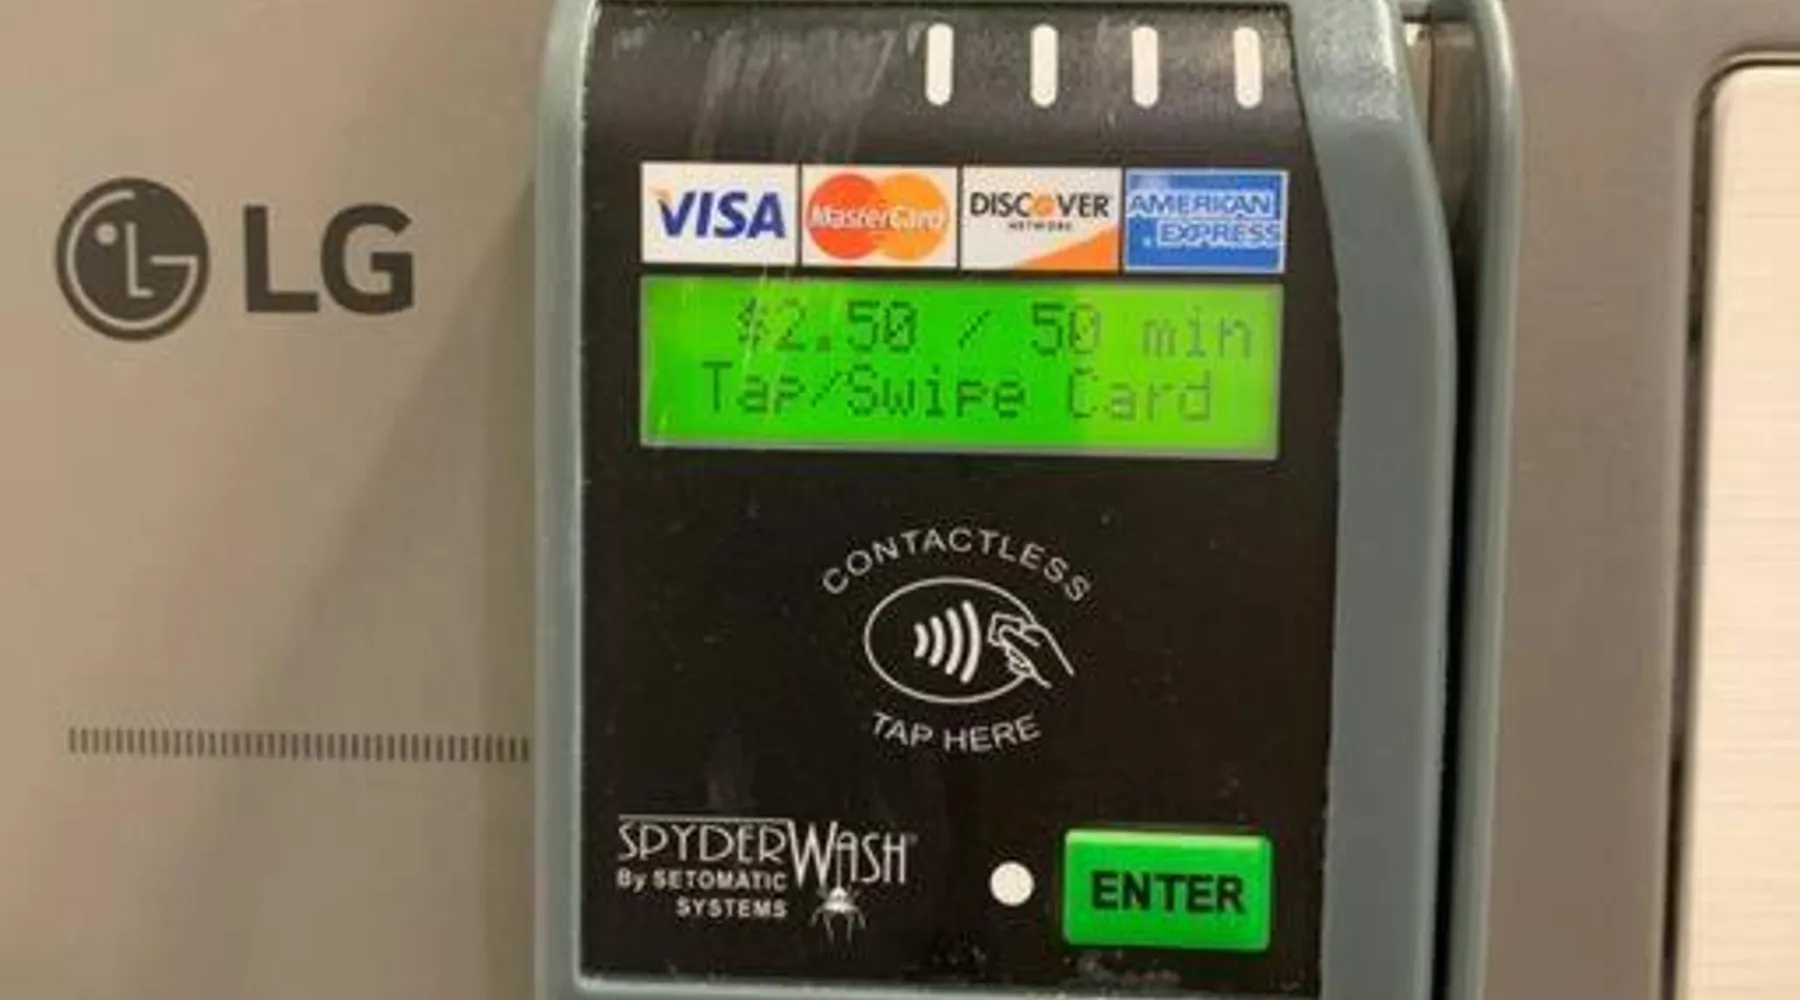 LG
VISA
MasterCard
DISCOVER
NETWORK
AMERICAN
EXPRESS
$2.50 / 50 min
Tap/Swipe Card
CONTACTLESS
TAP HERE
SPYDERWASH®
By SETOMATIC
SYSTEMS
ENTER